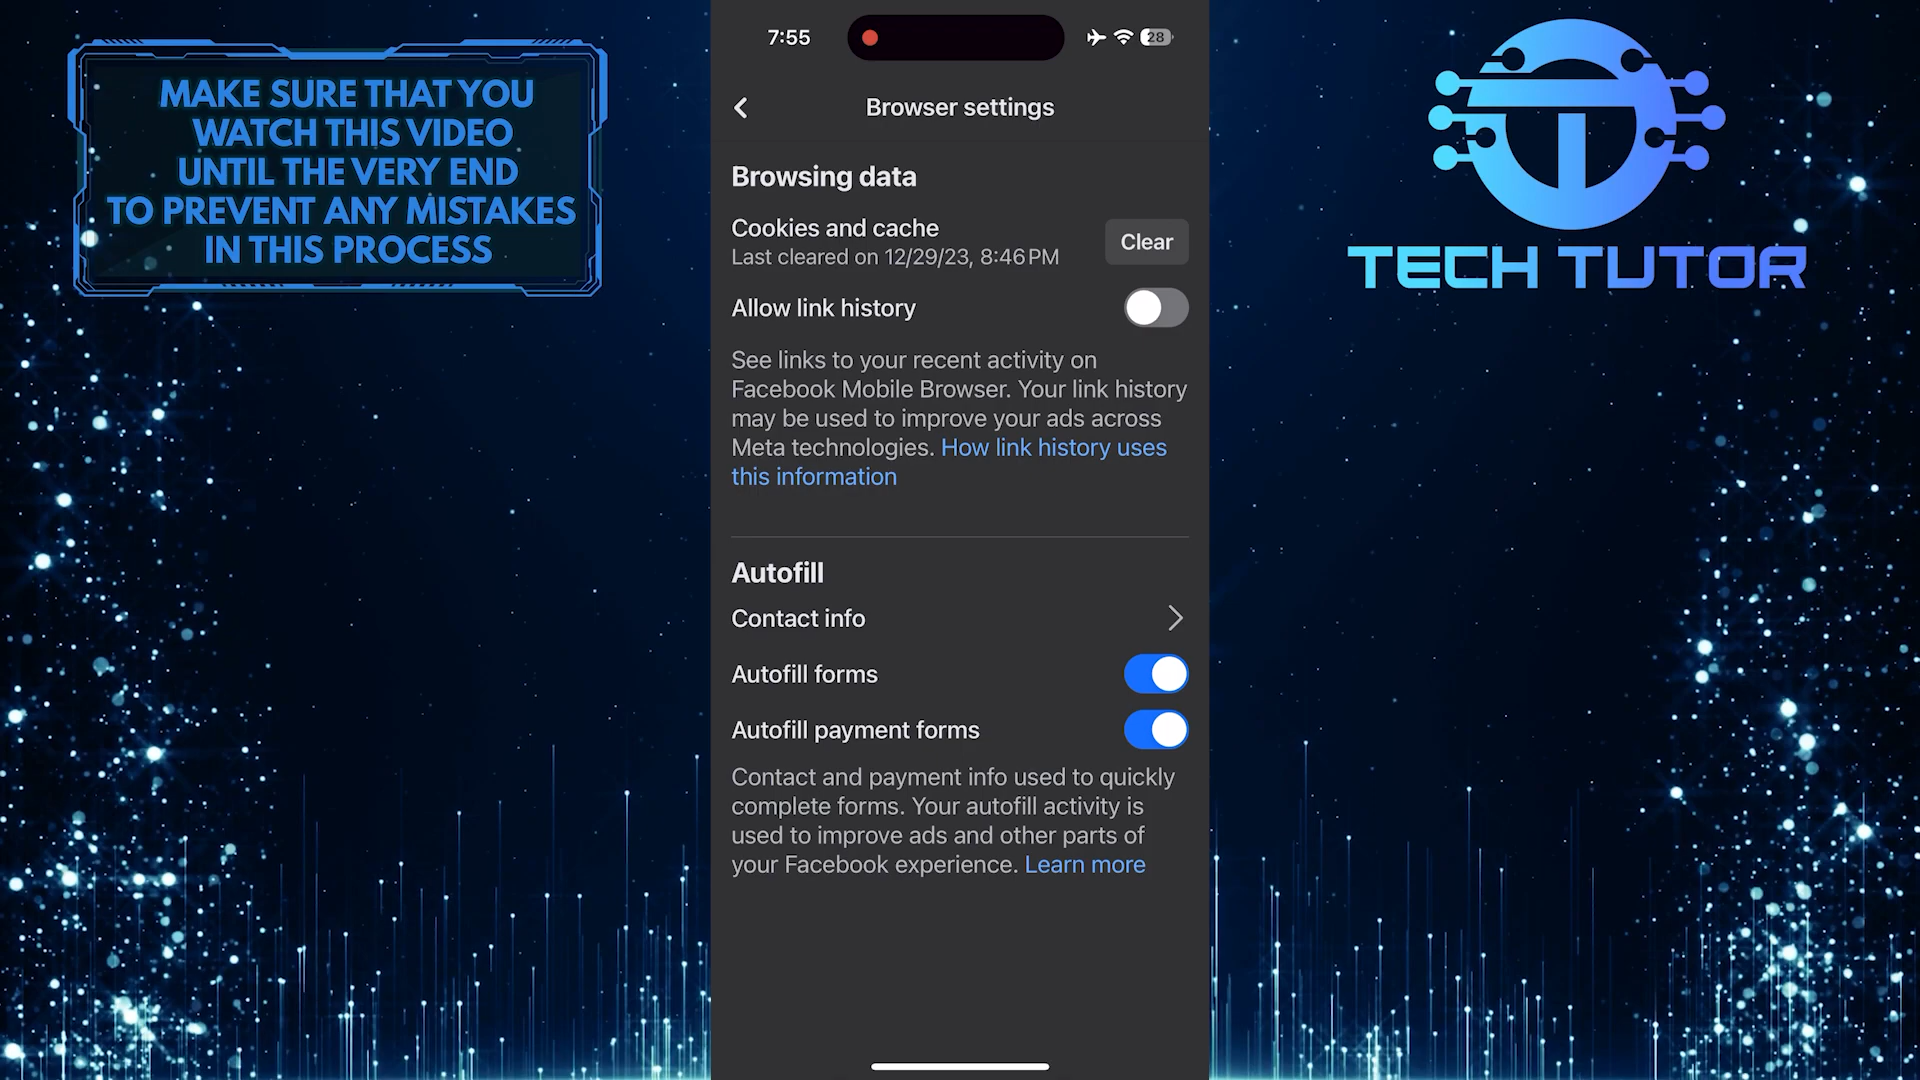 MAKE SURE THAT YOU
WATCH THIS VIDEO
UNTIL THE VERY END
TO PREVENT ANY MISTAKES
IN THIS PROCESS
7:55
28
Browser settings
Browsing data
Cookies and cache
Last cleared on 12/29/23, 8:46 PM
Clear
Allow link history
See links to your recent activity on
Facebook Mobile Browser. Your link history
may be used to improve your ads across
Meta technologies. How link history uses
this information
Autofill
Contact info
Autofill forms
Autofill payment forms
Contact and payment info used to quickly
complete forms. Your autofill activity is
used to improve ads and other parts of
your Facebook experience. Learn more
TECH TUTOR